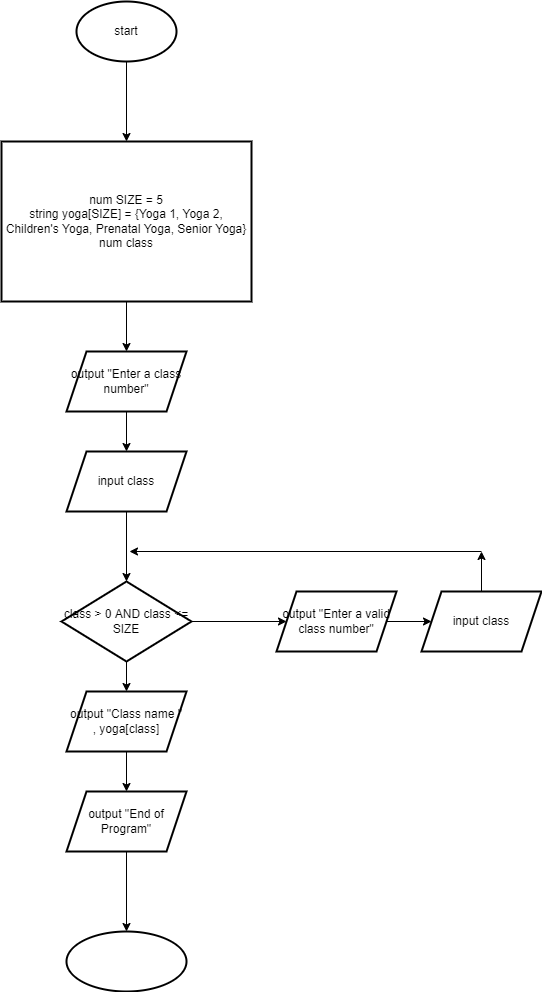 start
num SIZE = 5
string yoga[SIZE] = {Yoga 1, Yoga 2,
Children's Yoga, Prenatal Yoga, Senior Yoga}
num class
output "Enter a class
number"
input class
class > 0 AND class <=
SIZE
output "Enter a valid
class number"
input class
output "Class name "
, yoga[class]
output "End of
Program"